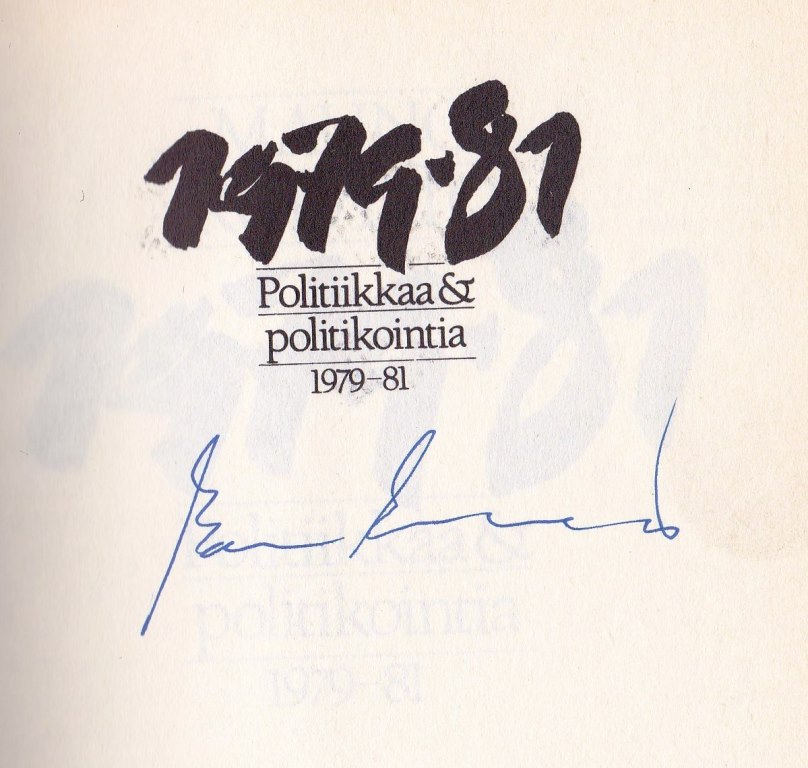 1979-81
Politiikkaa &
politikointia
1979–81